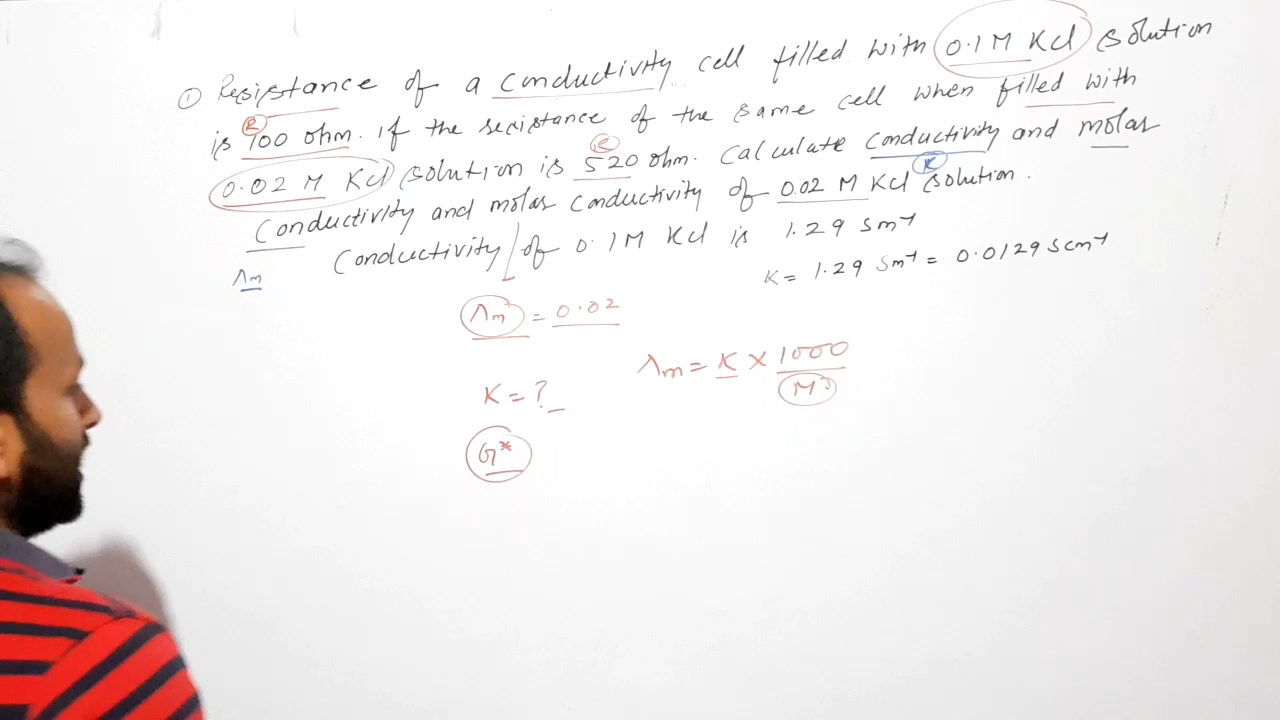 ① Resistance of a conductivity cell filled with 0.1 M KCl solution
R R
is 100 ohm. If the resistance of the same cell when filled with
0.02 M KCl solution is 520 ohm. Calculate conductivity and molar
K
conductivity and molar conductivity of 0.02 M KCl solution.
Conductivity of 0.1 M KCl is 1.29 Sm⁻¹
Λm K = 1.29 Sm⁻¹ = 0.0129 S cm⁻¹
Λm = 0.02
Λm = K × 1000
M
K = ?
G*